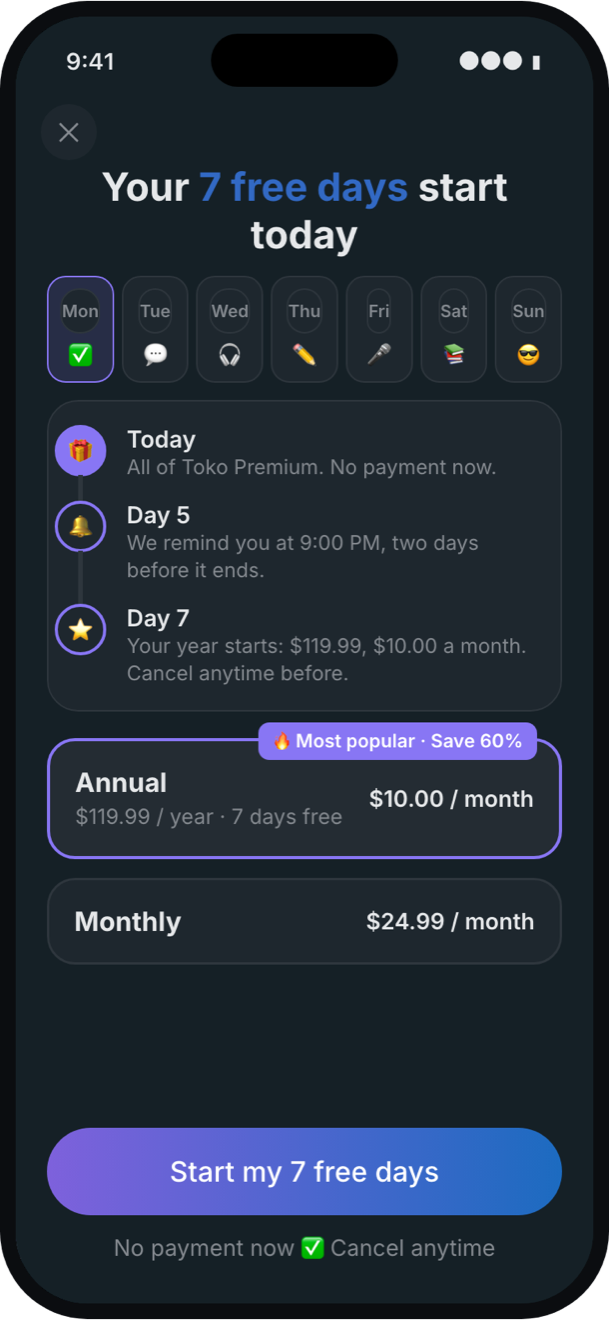 9:41
Your 7 free days start
today
Mon Tue Wed Thu Fri Sat Sun
Today
All of Toko Premium. No payment now.
Day 5
We remind you at 9:00 PM, two days
before it ends.
Day 7
Your year starts: $119.99, $10.00 a month.
Cancel anytime before.
🔥 Most popular · Save 60%
Annual
$10.00 / month
$119.99 / year · 7 days free
Monthly
$24.99 / month
Start my 7 free days
No payment now ✅ Cancel anytime